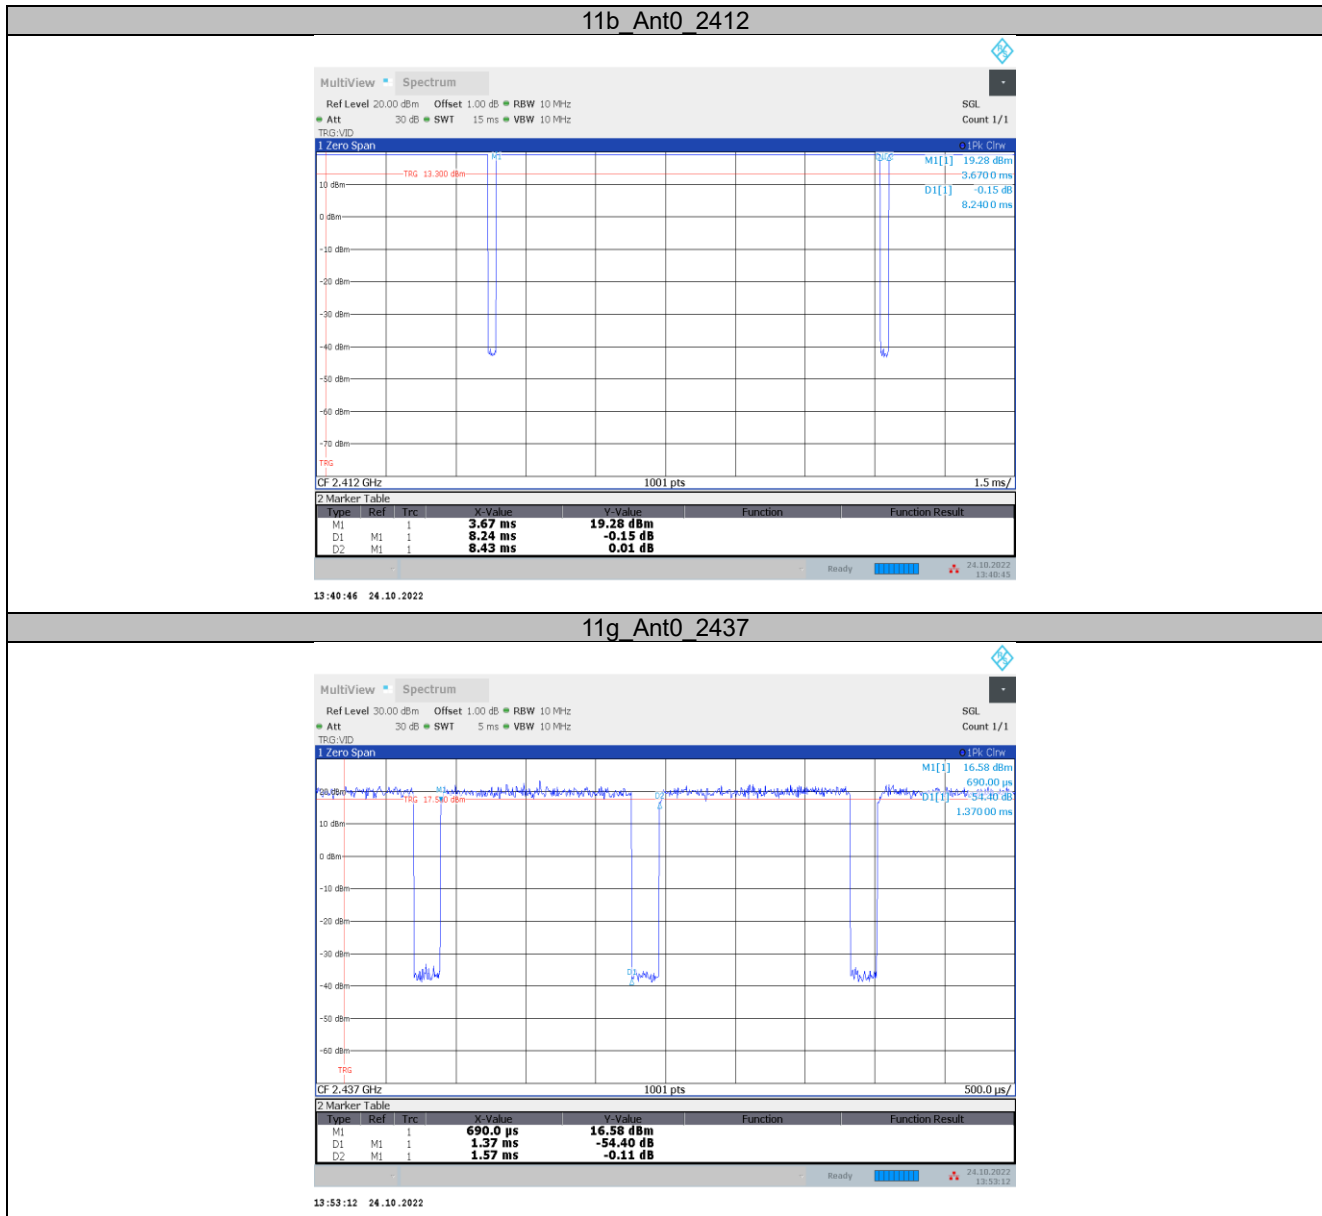 11b_Ant0_2412
MultiView Spectrum
Ref Level 20.00 dBm Offset 1.00 dB RBW 10 MHz SGL
Att 30 dB SWT 15 ms VBW 10 MHz Count 1/1
TRG:VID
1 Zero Span 1Pk Clrw
M1 M1[1] 19.28 dBm
TRG 13.300 dBm 3.6700 ms
10 dBm D1[1] -0.15 dB
8.2400 ms
0 dBm
-10 dBm
-20 dBm
-30 dBm
-40 dBm
-50 dBm
-60 dBm
-70 dBm
TRG
CF 2.412 GHz 1001 pts 1.5 ms/
2 Marker Table
Type Ref Trc X-Value Y-Value Function Function Result
M1 1 3.67 ms 19.28 dBm
D1 M1 1 8.24 ms -0.15 dB
D2 M1 1 8.43 ms 0.01 dB
Ready 24.10.2022
13:40:45
13:40:46 24.10.2022
11g_Ant0_2437
MultiView Spectrum
Ref Level 30.00 dBm Offset 1.00 dB RBW 10 MHz SGL
Att 30 dB SWT 5 ms VBW 10 MHz Count 1/1
TRG:VID
1 Zero Span 1Pk Clrw
M1[1] 16.58 dBm
690.00 µs
20 dBm M1 D2
TRG D1[1] -54.40 dB
1.37000 ms
10 dBm
0 dBm
-10 dBm
-20 dBm
-30 dBm
D1
-40 dBm
-50 dBm
-60 dBm
TRG
CF 2.437 GHz 1001 pts 500.0 µs/
2 Marker Table
Type Ref Trc X-Value Y-Value Function Function Result
M1 1 690.0 µs 16.58 dBm
D1 M1 1 1.37 ms -54.40 dB
D2 M1 1 1.57 ms -0.11 dB
Ready 24.10.2022
13:53:12
13:53:12 24.10.2022